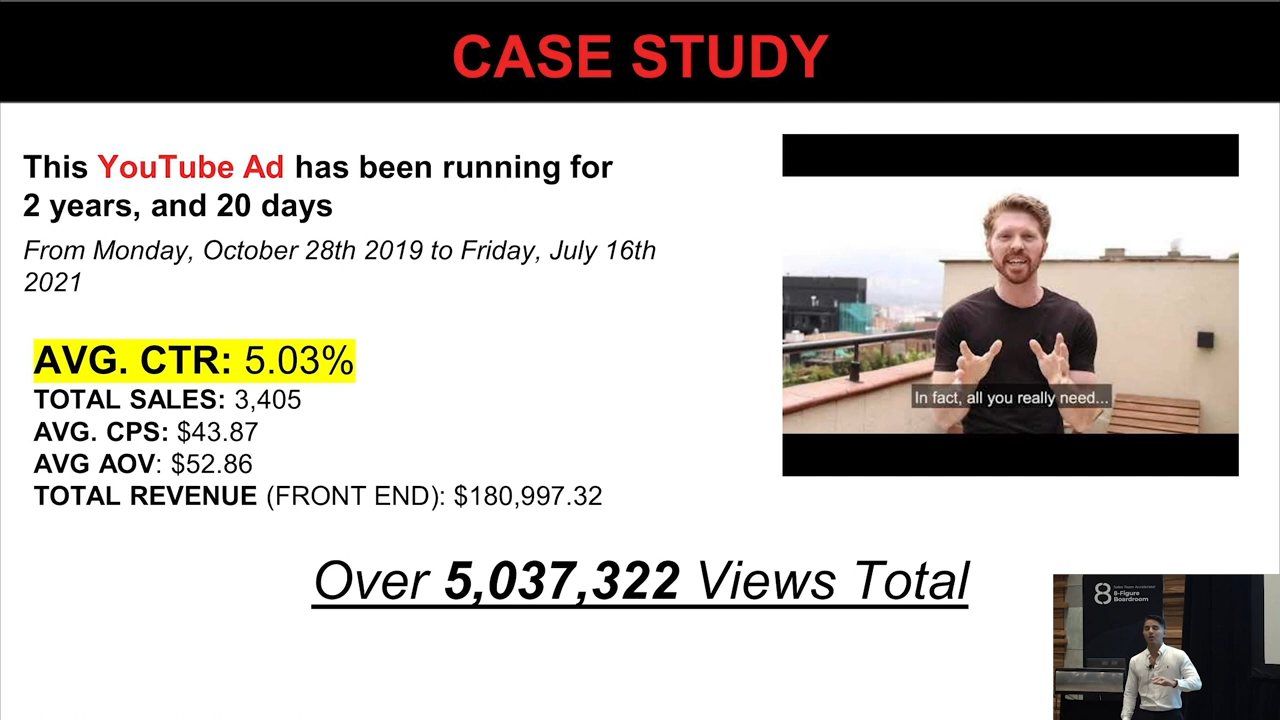 CASE STUDY
This YouTube Ad has been running for
2 years, and 20 days
From Monday, October 28th 2019 to Friday, July 16th
2021
AVG. CTR: 5.03%
TOTAL SALES: 3,405
AVG. CPS: $43.87
AVG AOV: $52.86
TOTAL REVENUE (FRONT END): $180,997.32
In fact, all you really need...
Over 5,037,322 Views Total
8-Figure
Boardroom